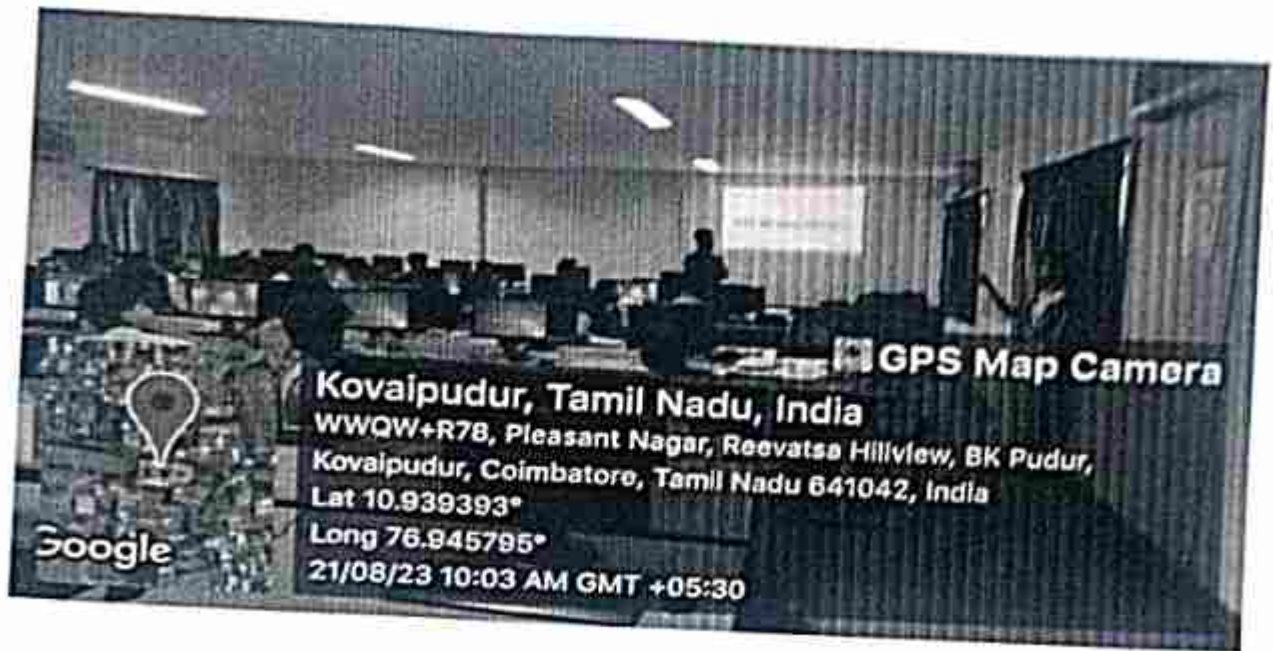 GPS Map Camera
Kovaipudur, Tamil Nadu, India
WWQW+R78, Pleasant Nagar, Reevatsa Hillview, BK Pudur,
Kovaipudur, Coimbatore, Tamil Nadu 641042, India
Lat 10.939393°
Long 76.945795°
21/08/23 10:03 AM GMT +05:30
Google